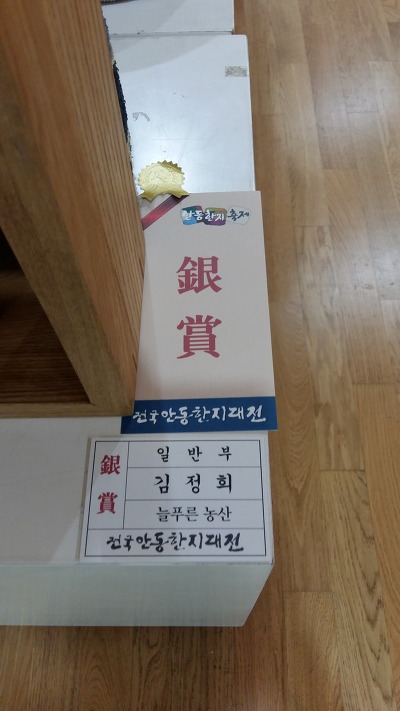 안동한지 축제
銀賞
전국안동한지대전
銀賞
일반부
김정희
늘푸른 농산
전국안동한지대전